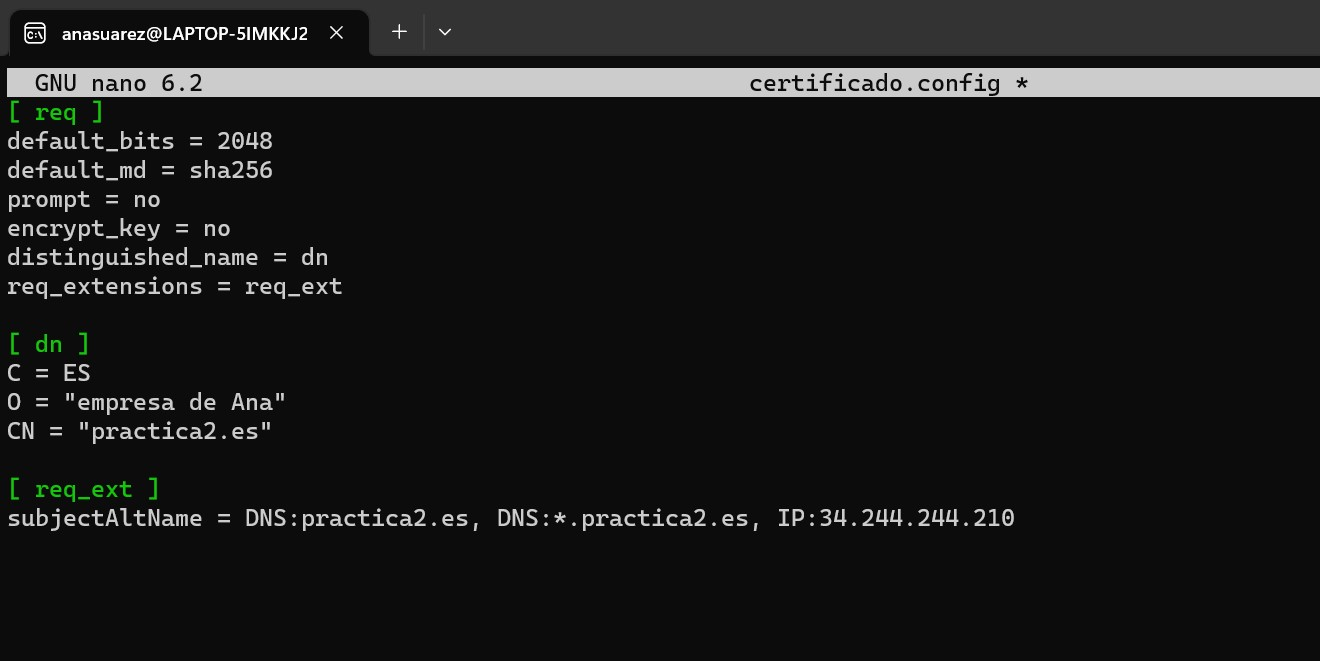 anasuarez@LAPTOP-5IMKKJ2
GNU nano 6.2 certificado.config *
[ req ]
default_bits = 2048
default_md = sha256
prompt = no
encrypt_key = no
distinguished_name = dn
req_extensions = req_ext
[ dn ]
C = ES
O = "empresa de Ana"
CN = "practica2.es"
[ req_ext ]
subjectAltName = DNS:practica2.es, DNS:*.practica2.es, IP:34.244.244.210